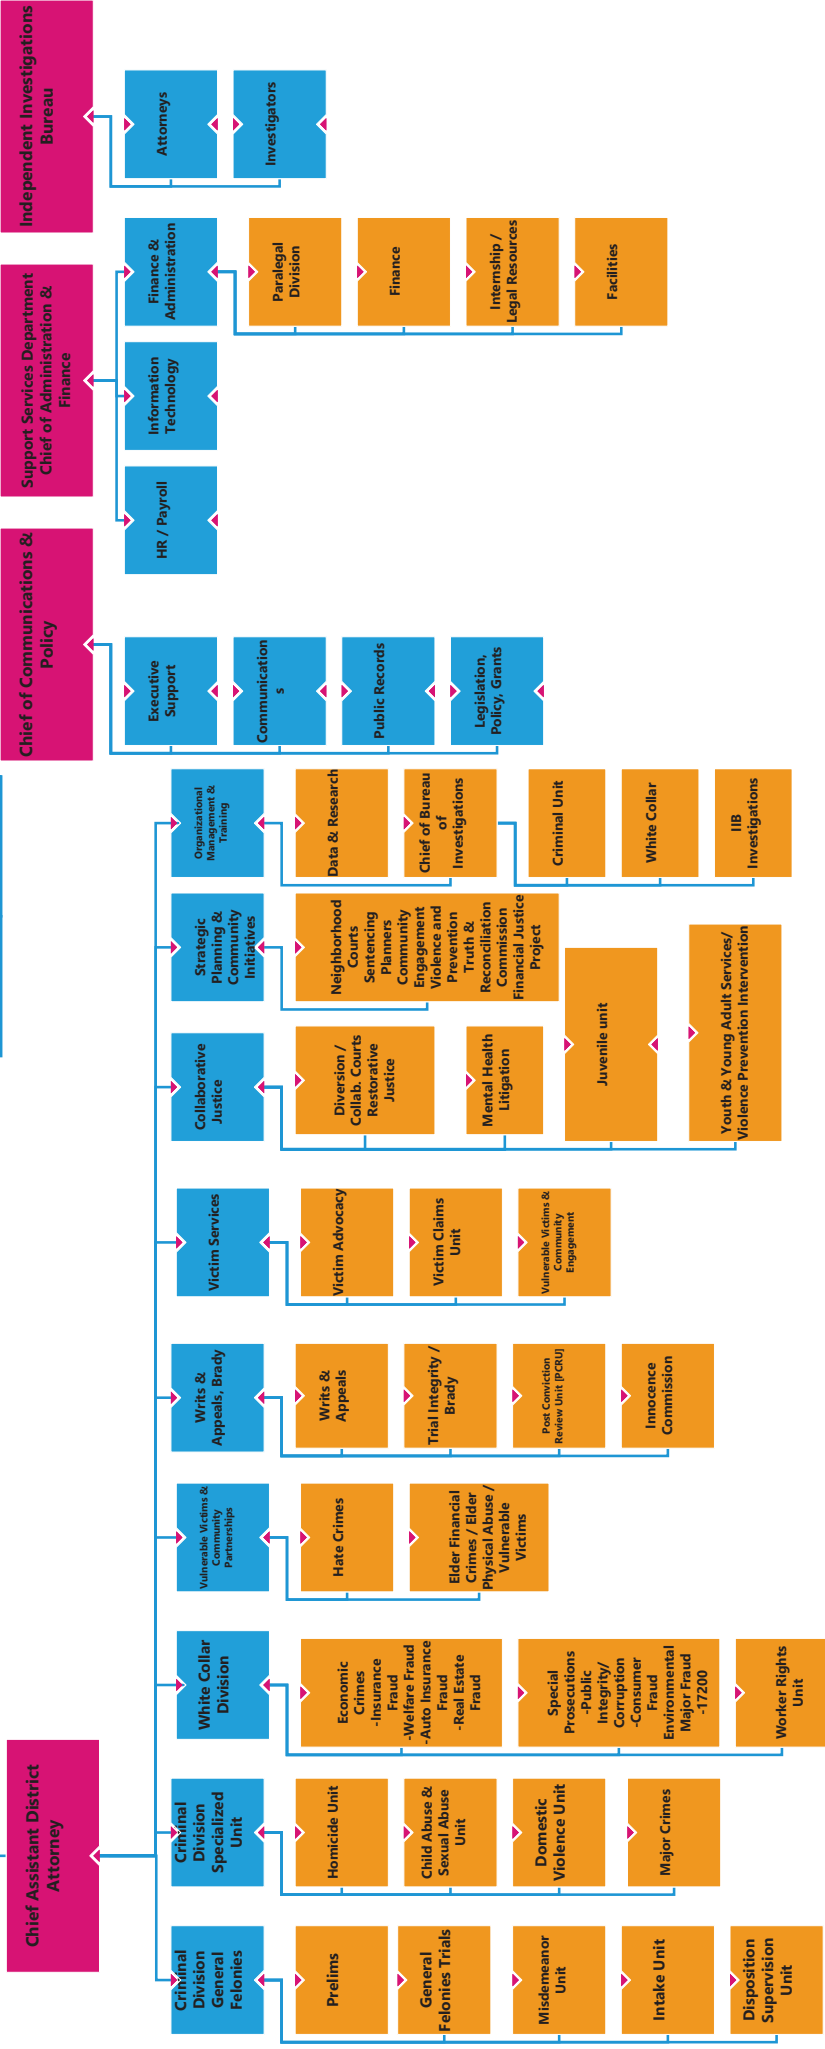 Chief Assistant District
Attorney
Criminal
Division
General
Felonies
Prelims
General
Felonies Trials
Misdemeanor
Unit
Intake Unit
Disposition
Supervision
Unit
Criminal
Division
Specialized
Unit
Homicide Unit
Child Abuse &
Sexual Abuse
Unit
Domestic
Violence Unit
Major Crimes
White Collar
Division
Economic
Crimes
-Insurance
Fraud
-Welfare Fraud
-Auto Insurance
Fraud
-Real Estate
Fraud
Special
Prosecutions
-Public
Integrity/
Corruption
-Consumer
Fraud
Environmental
Major Fraud
-17200
Worker Rights
Unit
Vulnerable Victims &
Community
Partnerships
Hate Crimes
Elder Financial
Crimes / Elder
Physical Abuse /
Vulnerable
Victims
Writs &
Appeals, Brady
Writs &
Appeals
Trial Integrity /
Brady
Post Conviction
Review Unit [PCRU]
Innocence
Commission
Victim Services
Victim Advocacy
Victim Claims
Unit
Vulnerable Victims &
Community
Engagement
Collaborative
Justice
Diversion /
Collab. Courts
Restorative
Justice
Mental Health
Litigation
Juvenile unit
Youth & Young Adult Services/
Violence Prevention Intervention
Strategic
Planning &
Community
Initiatives
Neighborhood
Courts
Sentencing
Planners
Community
Engagement
Violence and
Prevention
Truth &
Reconciliation
Commission
Financial Justice
Project
Organizational
Management &
Training
Data & Research
Chief of Bureau
of
Investigations
Criminal Unit
White Collar
IIB
Investigations
Chief of Communications &
Policy
Executive
Support
Communication
s
Public Records
Legislation,
Policy, Grants
Support Services Department
Chief of Administration &
Finance
HR / Payroll
Information
Technology
Finance &
Administration
Paralegal
Division
Finance
Internship /
Legal Resources
Facilities
Independent Investigations
Bureau
Attorneys
Investigators